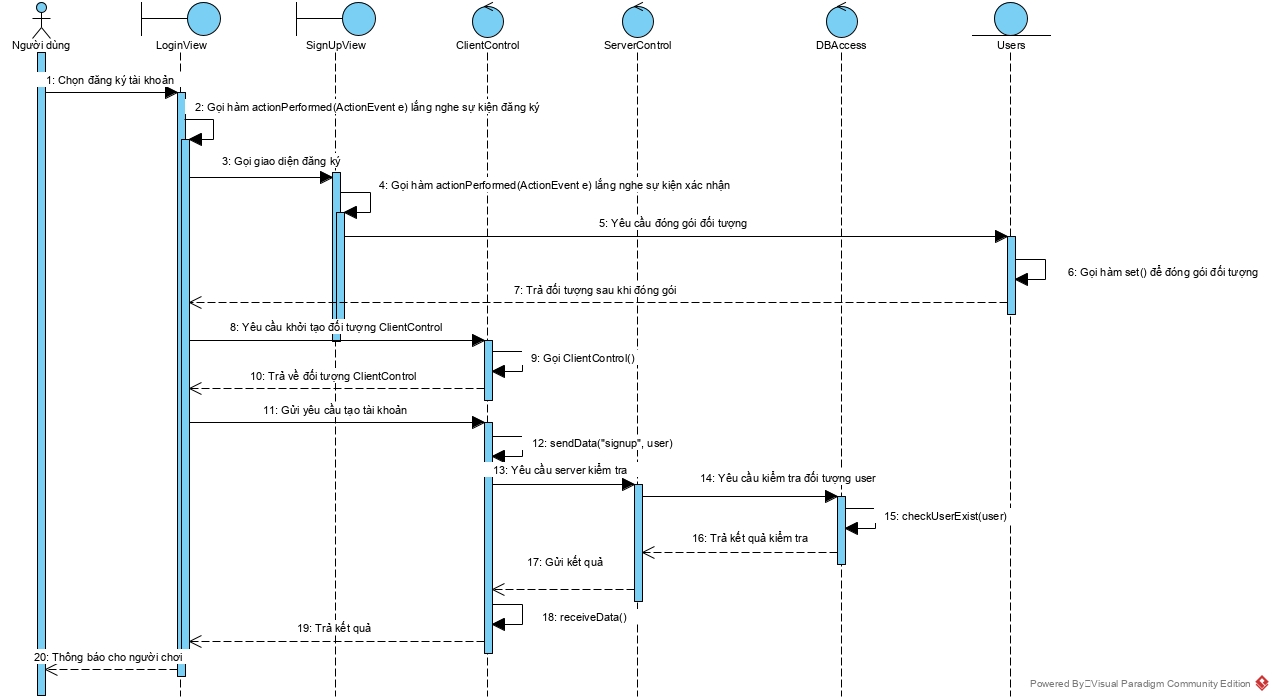 Người dùng
LoginView
SignUpView
ClientControl
ServerControl
DBAccess
Users
1: Chọn đăng ký tài khoản
2: Gọi hàm actionPerformed(ActionEvent e) lắng nghe sự kiện đăng ký
3: Gọi giao diện đăng ký
4: Gọi hàm actionPerformed(ActionEvent e) lắng nghe sự kiện xác nhận
5: Yêu cầu đóng gói đối tượng
6: Gọi hàm set() để đóng gói đối tượng
7: Trả đối tượng sau khi đóng gói
8: Yêu cầu khởi tạo đối tượng ClientControl
9: Gọi ClientControl()
10: Trả về đối tượng ClientControl
11: Gửi yêu cầu tạo tài khoản
12: sendData("signup", user)
13: Yêu cầu server kiểm tra
14: Yêu cầu kiểm tra đối tượng user
15: checkUserExist(user)
16: Trả kết quả kiểm tra
17: Gửi kết quả
18: receiveData()
19: Trả kết quả
20: Thông báo cho người chơi
Powered By Visual Paradigm Community Edition